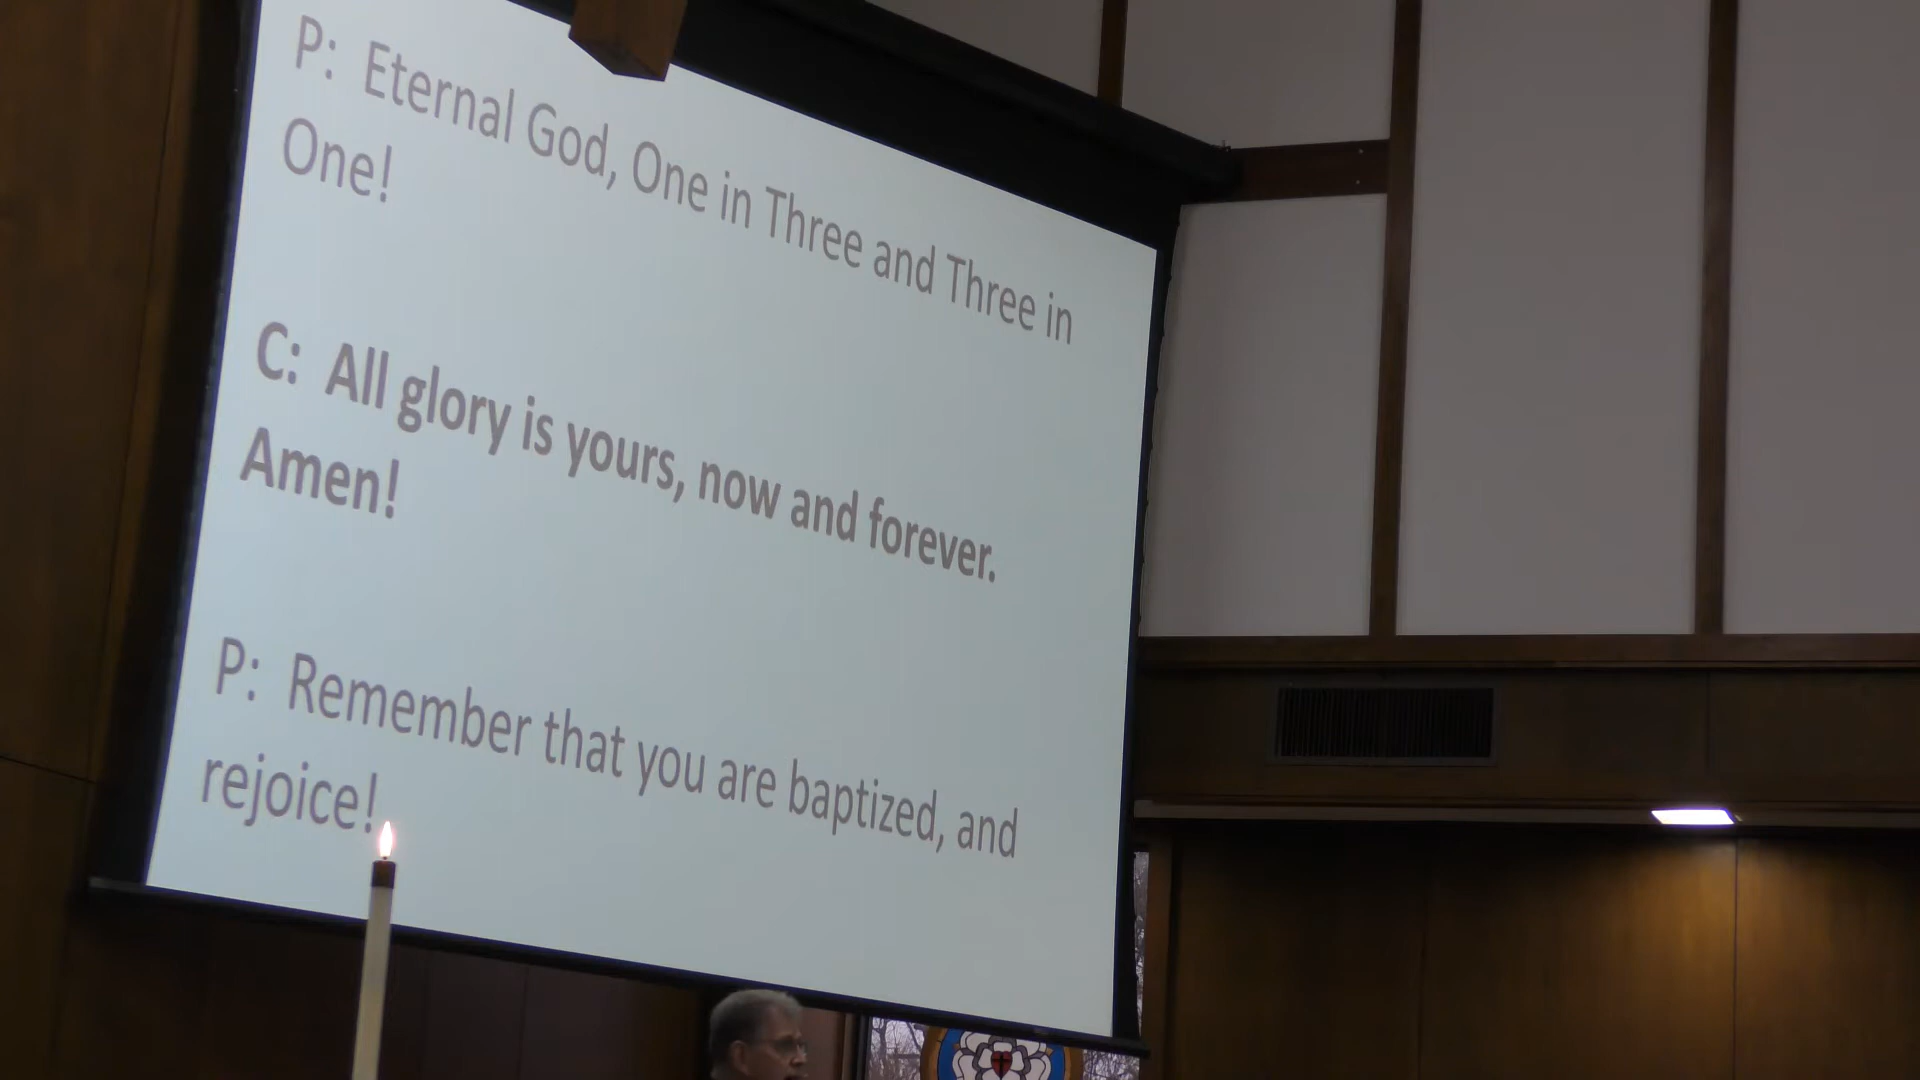 P: Eternal God, One in Three and Three in
One!
C: All glory is yours, now and forever.
Amen!
P: Remember that you are baptized, and
rejoice!